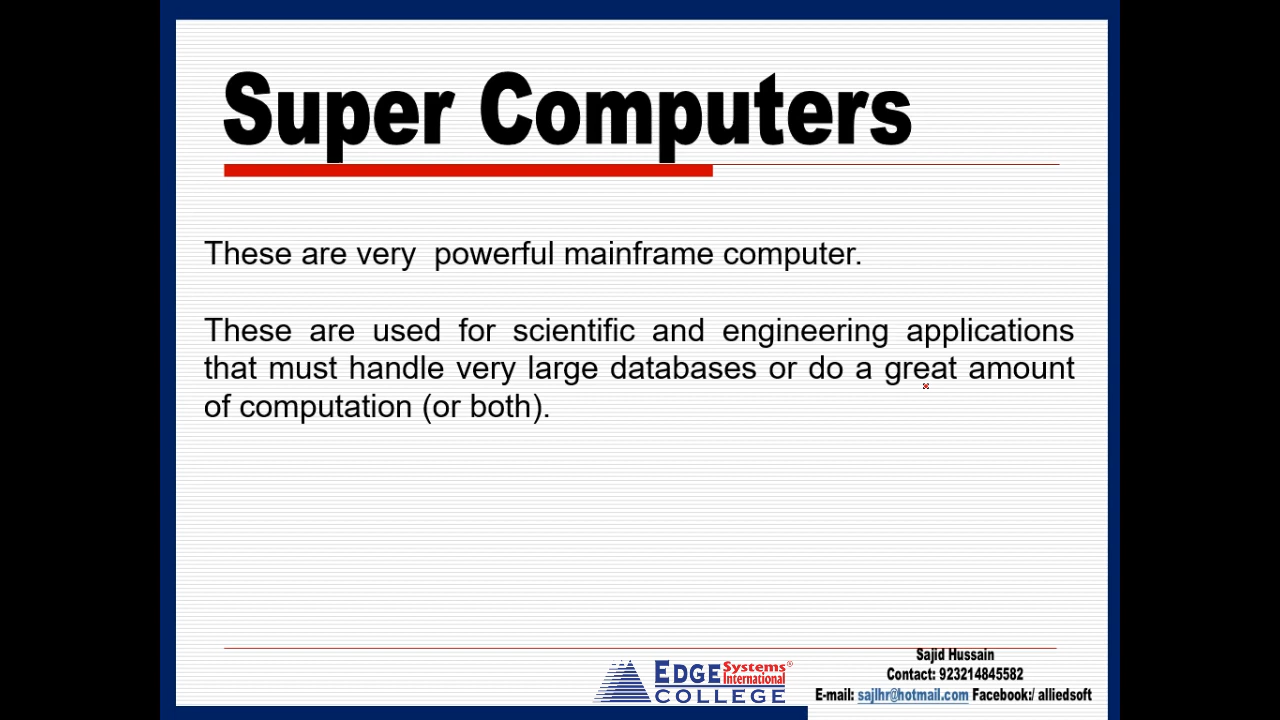 Super Computers
These are very  powerful mainframe computer.
These are used for scientific and engineering applications
that must handle very large databases or do a great amount
of computation (or both).
EDGE Systems International®
COLLEGE
Sajid Hussain
Contact: 923214845582
E-mail: sajlhr@hotmail.com Facebook:/ alliedsoft